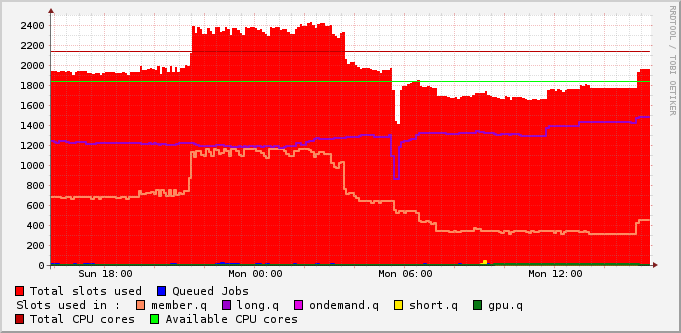 2400
2200
2000
1800
1600
1400
1200
1000
800
600
400
200
0
Sun 18:00 Mon 00:00 Mon 06:00 Mon 12:00
Total slots used Queued Jobs
Slots used in : member.q long.q ondemand.q short.q gpu.q
Total CPU cores Available CPU cores
RRDTOOL / TOBI OETIKER